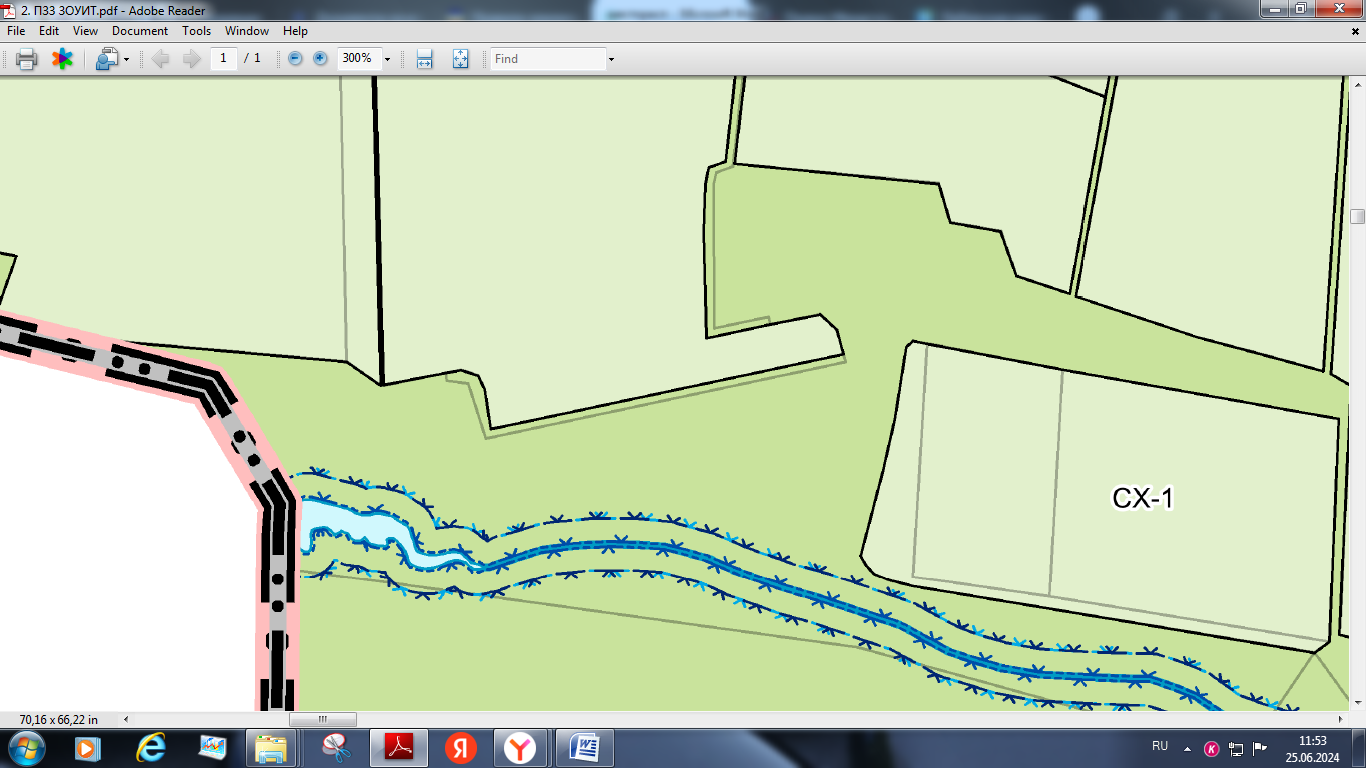 2. ПЗЗ ЗОУИТ.pdf - Adobe Reader
File Edit View Document Tools Window Help
1 / 1 300% Find
СХ-1
70,16 x 66,22 in
RU 11:53
25.06.2024